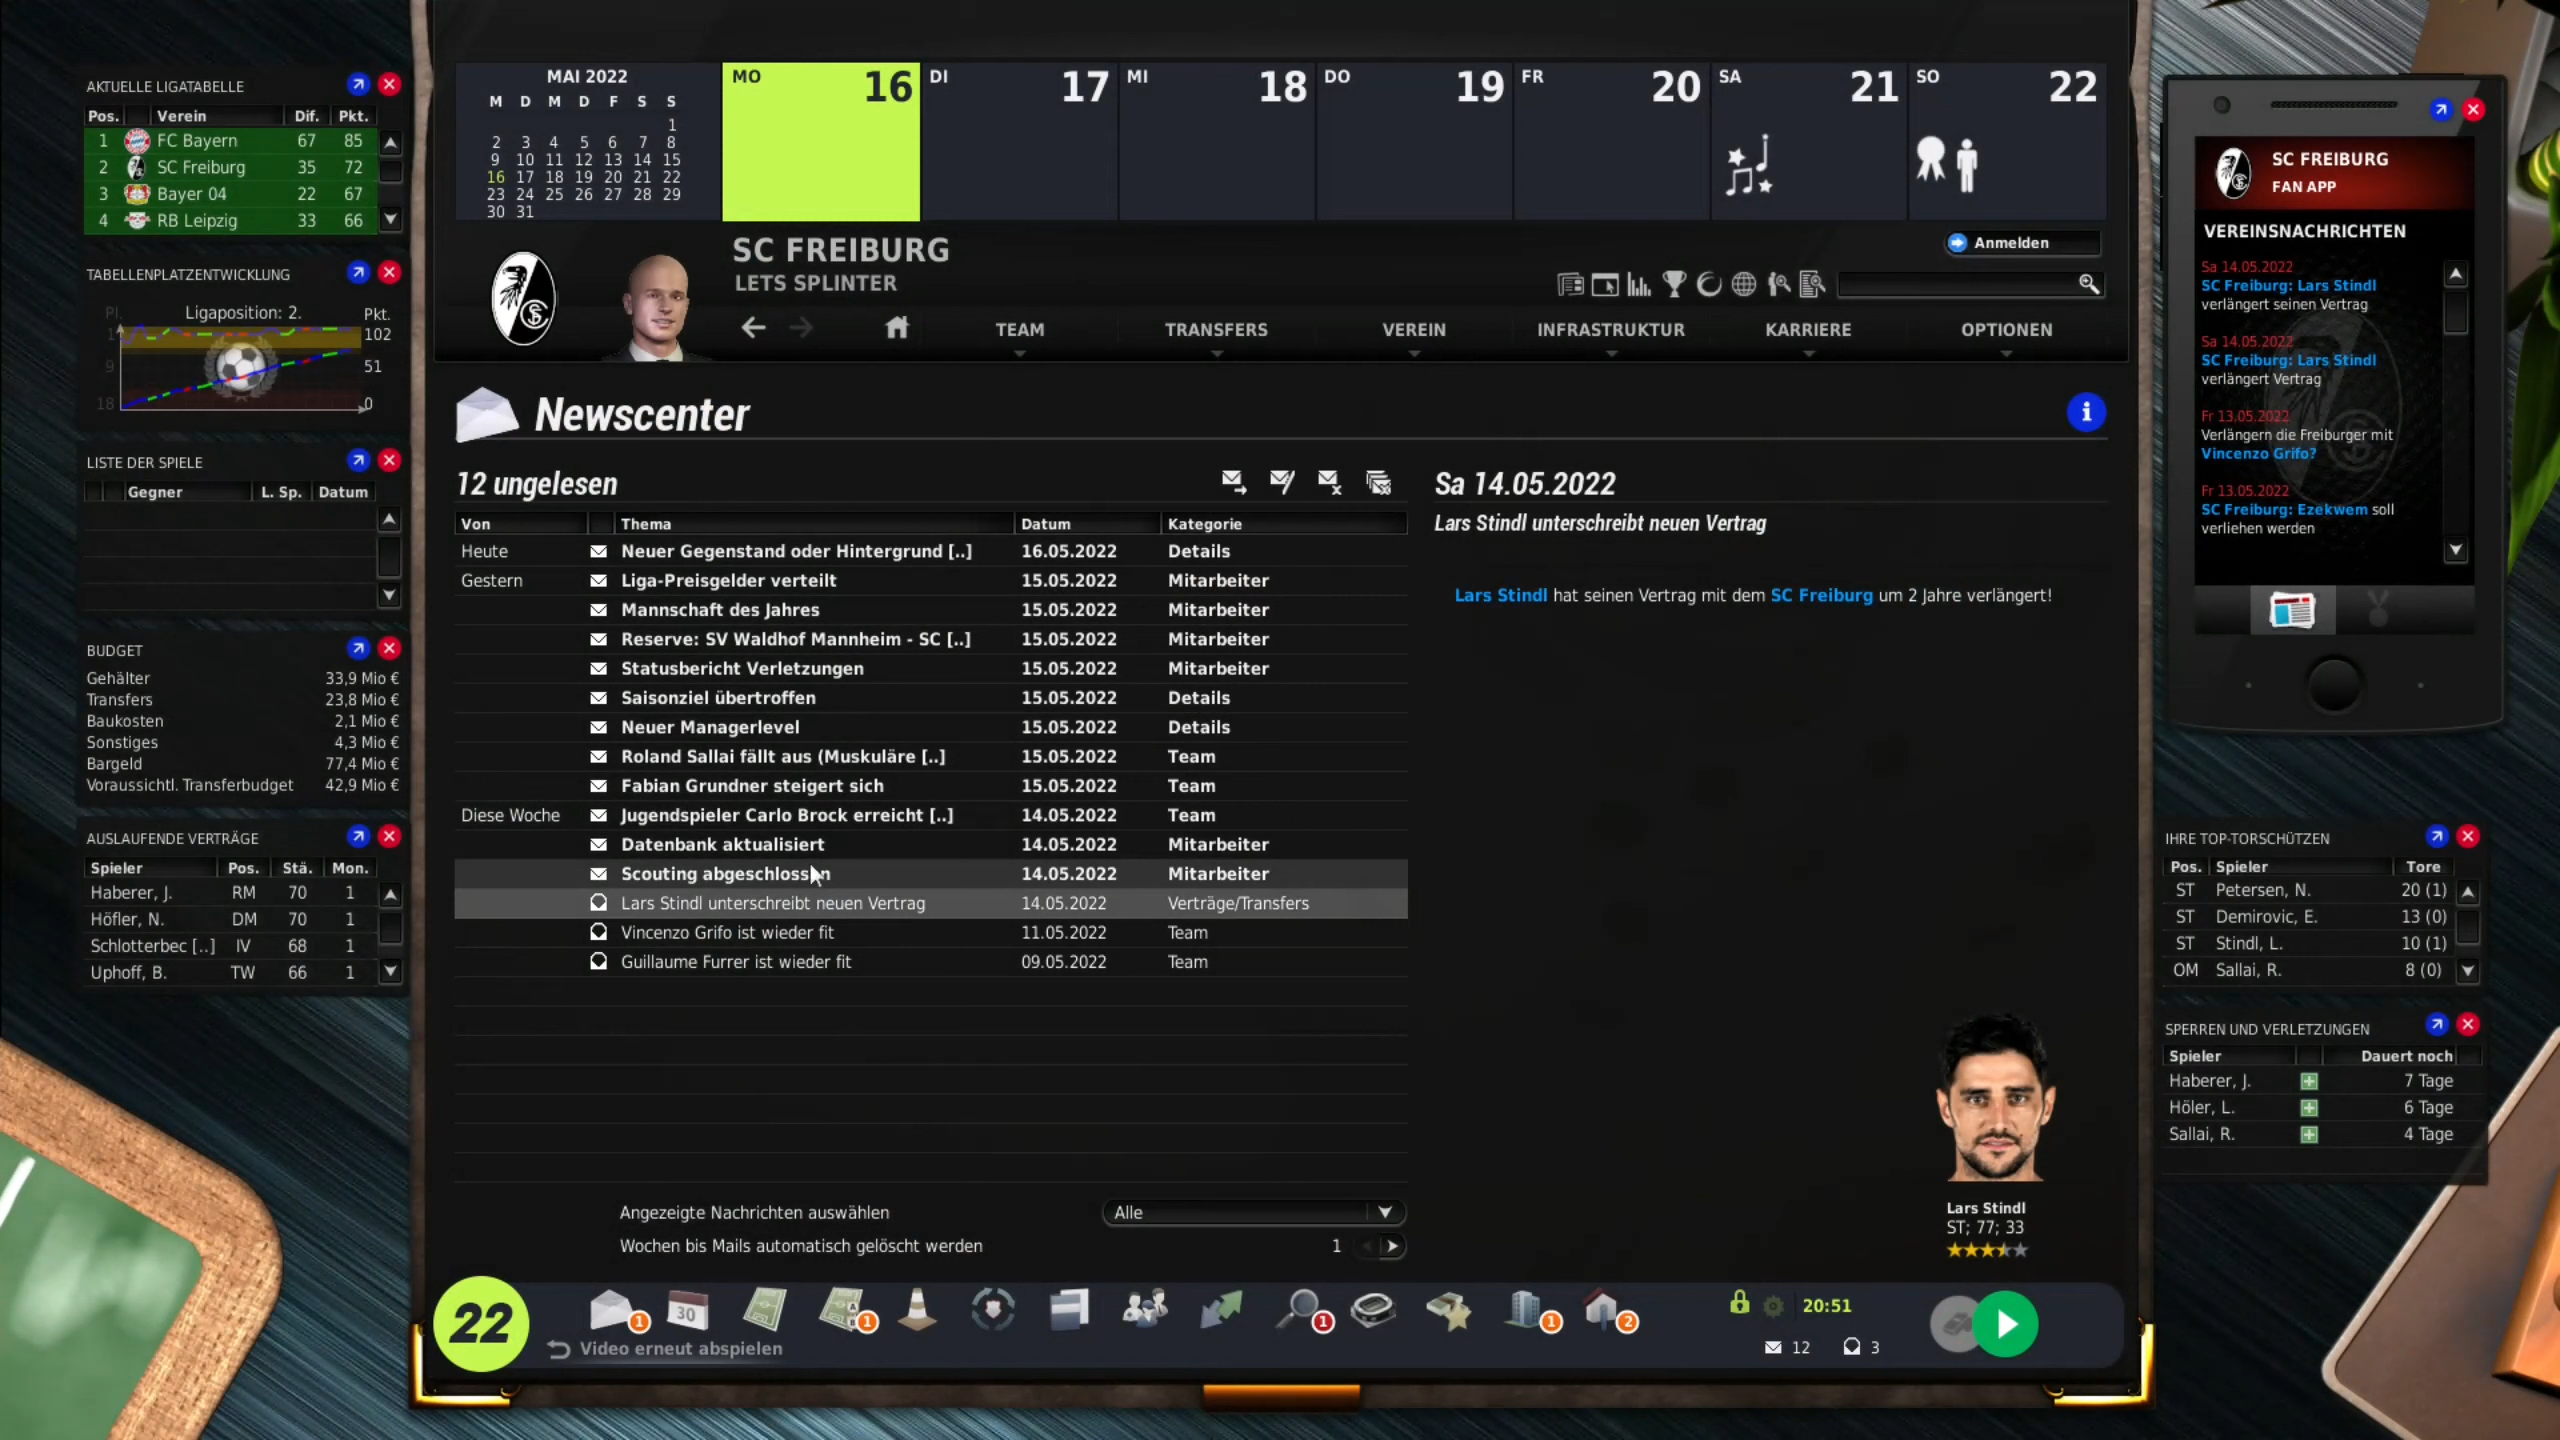 AKTUELLE LIGATABELLE
Pos. Verein Dif. Pkt.
1 FC Bayern 67 85
2 SC Freiburg 35 72
3 Bayer 04 22 67
4 RB Leipzig 33 66
TABELLENPLATZENTWICKLUNG
Pl. Ligaposition: 2. Pkt.
1 102
9 51
18 0
LISTE DER SPIELE
Gegner L. Sp. Datum
BUDGET
Gehälter 33,9 Mio €
Transfers 23,8 Mio €
Baukosten 2,1 Mio €
Sonstiges 4,3 Mio €
Bargeld 77,4 Mio €
Voraussichtl. Transferbudget 42,9 Mio €
AUSLAUFENDE VERTRÄGE
Spieler Pos. Stä. Mon.
Haberer, J. RM 70 1
Höfler, N. DM 70 1
Schlotterbec [..] IV 68 1
Uphoff, B. TW 66 1
MAI 2022
M D M D F S S
1
2 3 4 5 6 7 8
9 10 11 12 13 14 15
16 17 18 19 20 21 22
23 24 25 26 27 28 29
30 31
MO 16
DI 17
MI 18
DO 19
FR 20
SA 21
SO 22
SC FREIBURG
LETS SPLINTER
Anmelden
TEAM TRANSFERS VEREIN INFRASTRUKTUR KARRIERE OPTIONEN
Newscenter
12 ungelesen
Von Thema Datum Kategorie
Heute Neuer Gegenstand oder Hintergrund [..] 16.05.2022 Details
Gestern Liga-Preisgelder verteilt 15.05.2022 Mitarbeiter
Mannschaft des Jahres 15.05.2022 Mitarbeiter
Reserve: SV Waldhof Mannheim - SC [..] 15.05.2022 Mitarbeiter
Statusbericht Verletzungen 15.05.2022 Mitarbeiter
Saisonziel übertroffen 15.05.2022 Details
Neuer Managerlevel 15.05.2022 Details
Roland Sallai fällt aus (Muskuläre [..] 15.05.2022 Team
Fabian Grundner steigert sich 15.05.2022 Team
Diese Woche Jugendspieler Carlo Brock erreicht [..] 14.05.2022 Team
Datenbank aktualisiert 14.05.2022 Mitarbeiter
Scouting abgeschlossen 14.05.2022 Mitarbeiter
Lars Stindl unterschreibt neuen Vertrag 14.05.2022 Verträge/Transfers
Vincenzo Grifo ist wieder fit 11.05.2022 Team
Guillaume Furrer ist wieder fit 09.05.2022 Team
Angezeigte Nachrichten auswählen Alle
Wochen bis Mails automatisch gelöscht werden 1
Sa 14.05.2022
Lars Stindl unterschreibt neuen Vertrag
Lars Stindl hat seinen Vertrag mit dem SC Freiburg um 2 Jahre verlängert!
Lars Stindl
ST; 77; 33
22
30
1 1 1 1 2
Video erneut abspielen
20:51
12 3
SC FREIBURG
FAN APP
VEREINSNACHRICHTEN
Sa 14.05.2022
SC Freiburg: Lars Stindl
verlängert seinen Vertrag
Sa 14.05.2022
SC Freiburg: Lars Stindl
verlängert Vertrag
Fr 13.05.2022
Verlängern die Freiburger mit
Vincenzo Grifo?
Fr 13.05.2022
SC Freiburg: Ezekwem soll
verliehen werden
IHRE TOP-TORSCHÜTZEN
Pos. Spieler Tore
ST Petersen, N. 20 (1)
ST Demirovic, E. 13 (0)
ST Stindl, L. 10 (1)
OM Sallai, R. 8 (0)
SPERREN UND VERLETZUNGEN
Spieler Dauert noch
Haberer, J. 7 Tage
Höler, L. 6 Tage
Sallai, R. 4 Tage